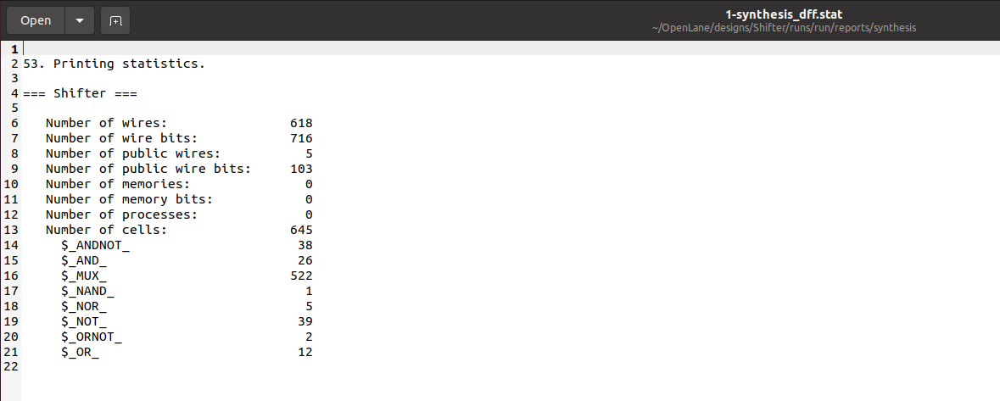 Open
1-synthesis_dff.stat
~/OpenLane/designs/Shifter/runs/run/reports/synthesis
1
2 53. Printing statistics.
3
4 === Shifter ===
5
6 Number of wires: 618
7 Number of wire bits: 716
8 Number of public wires: 5
9 Number of public wire bits: 103
10 Number of memories: 0
11 Number of memory bits: 0
12 Number of processes: 0
13 Number of cells: 645
14 $_ANDNOT_ 38
15 $_AND_ 26
16 $_MUX_ 522
17 $_NAND_ 1
18 $_NOR_ 5
19 $_NOT_ 39
20 $_ORNOT_ 2
21 $_OR_ 12
22